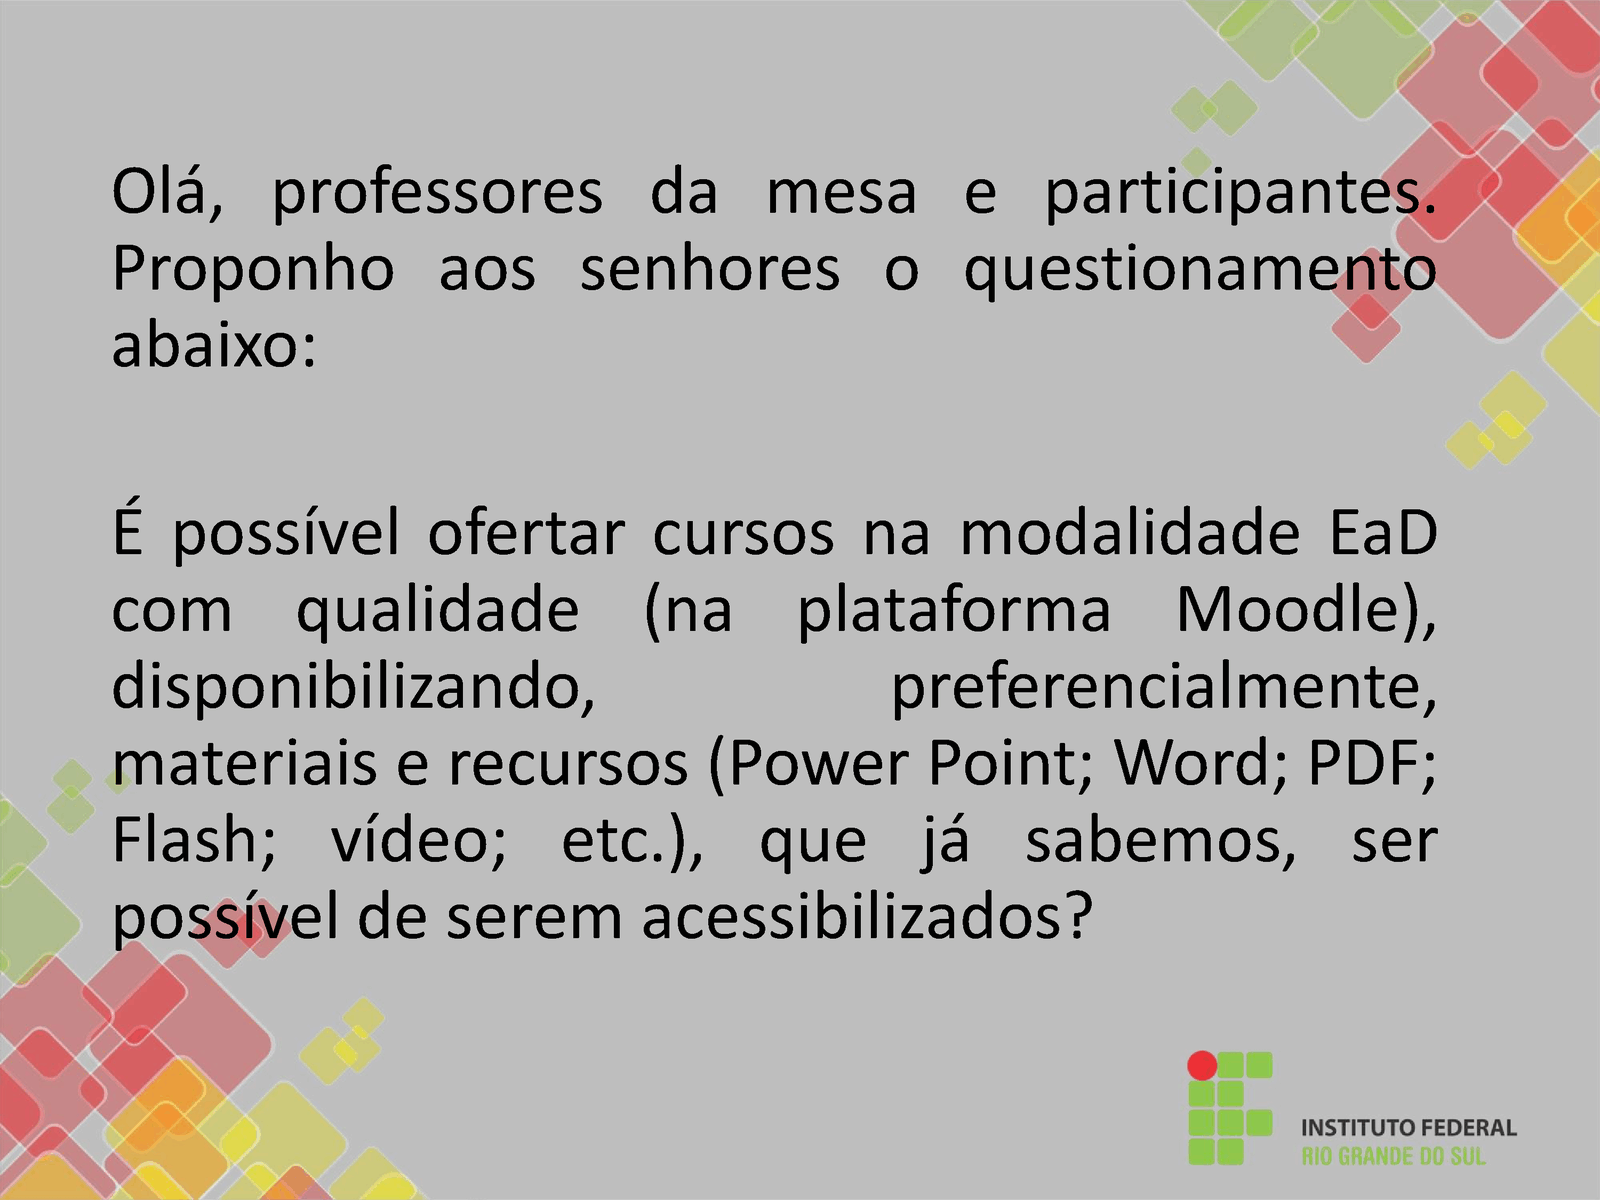 Olá, professores da mesa e participantes.
Proponho aos senhores o questionamento
abaixo:
É possível ofertar cursos na modalidade EaD
com qualidade (na plataforma Moodle),
disponibilizando, preferencialmente,
materiais e recursos (Power Point; Word; PDF;
Flash; vídeo; etc.), que já sabemos, ser
possível de serem acessibilizados?
INSTITUTO FEDERAL
RIO GRANDE DO SUL